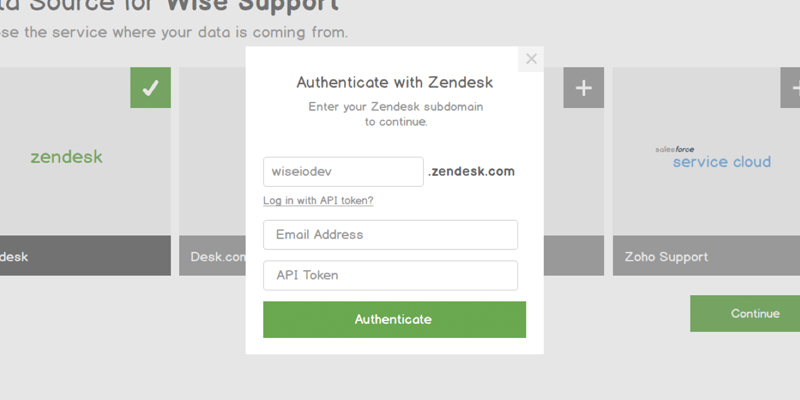 ta Source for Wise Support
ose the service where your data is coming from.
Authenticate with Zendesk
Enter your Zendesk subdomain
to continue.
zendesk
salesforce
service cloud
wiseiodev .zendesk.com
Log in with API token?
Email Address
desk
Desk.com
Zoho Support
API Token
Continue
Authenticate